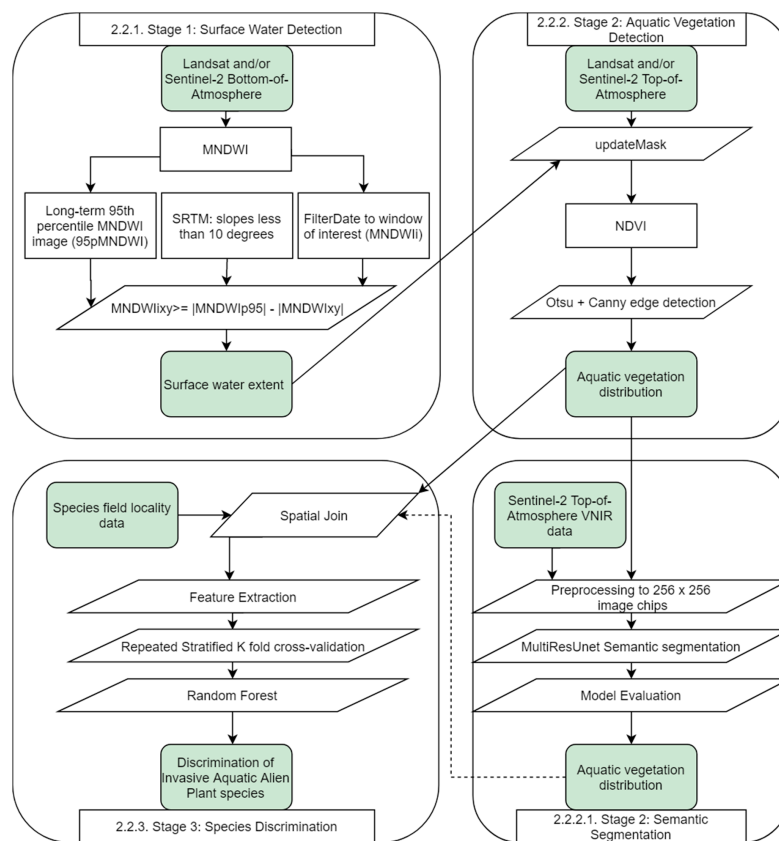 2.2.1. Stage 1: Surface Water Detection
Landsat and/or
Sentinel-2 Bottom-of-
Atmosphere
MNDWI
Long-term 95th
percentile MNDWI
image (95pMNDWI)
SRTM: slopes less
than 10 degrees
FilterDate to window
of interest (MNDWIi)
MNDWIixy>= |MNDWIp95| - |MNDWIxy|
Surface water extent
2.2.2. Stage 2: Aquatic Vegetation
Detection
Landsat and/or
Sentinel-2 Top-of-
Atmosphere
updateMask
NDVI
Otsu + Canny edge detection
Aquatic vegetation
distribution
Species field locality
data
Spatial Join
Feature Extraction
Repeated Stratified K fold cross-validation
Random Forest
Discrimination of
Invasive Aquatic Alien
Plant species
2.2.3. Stage 3: Species Discrimination
Sentinel-2 Top-of-
Atmosphere VNIR
data
Preprocessing to 256 x 256
image chips
MultiResUnet Semantic segmentation
Model Evaluation
Aquatic vegetation
distribution
2.2.2.1. Stage 2: Semantic
Segmentation